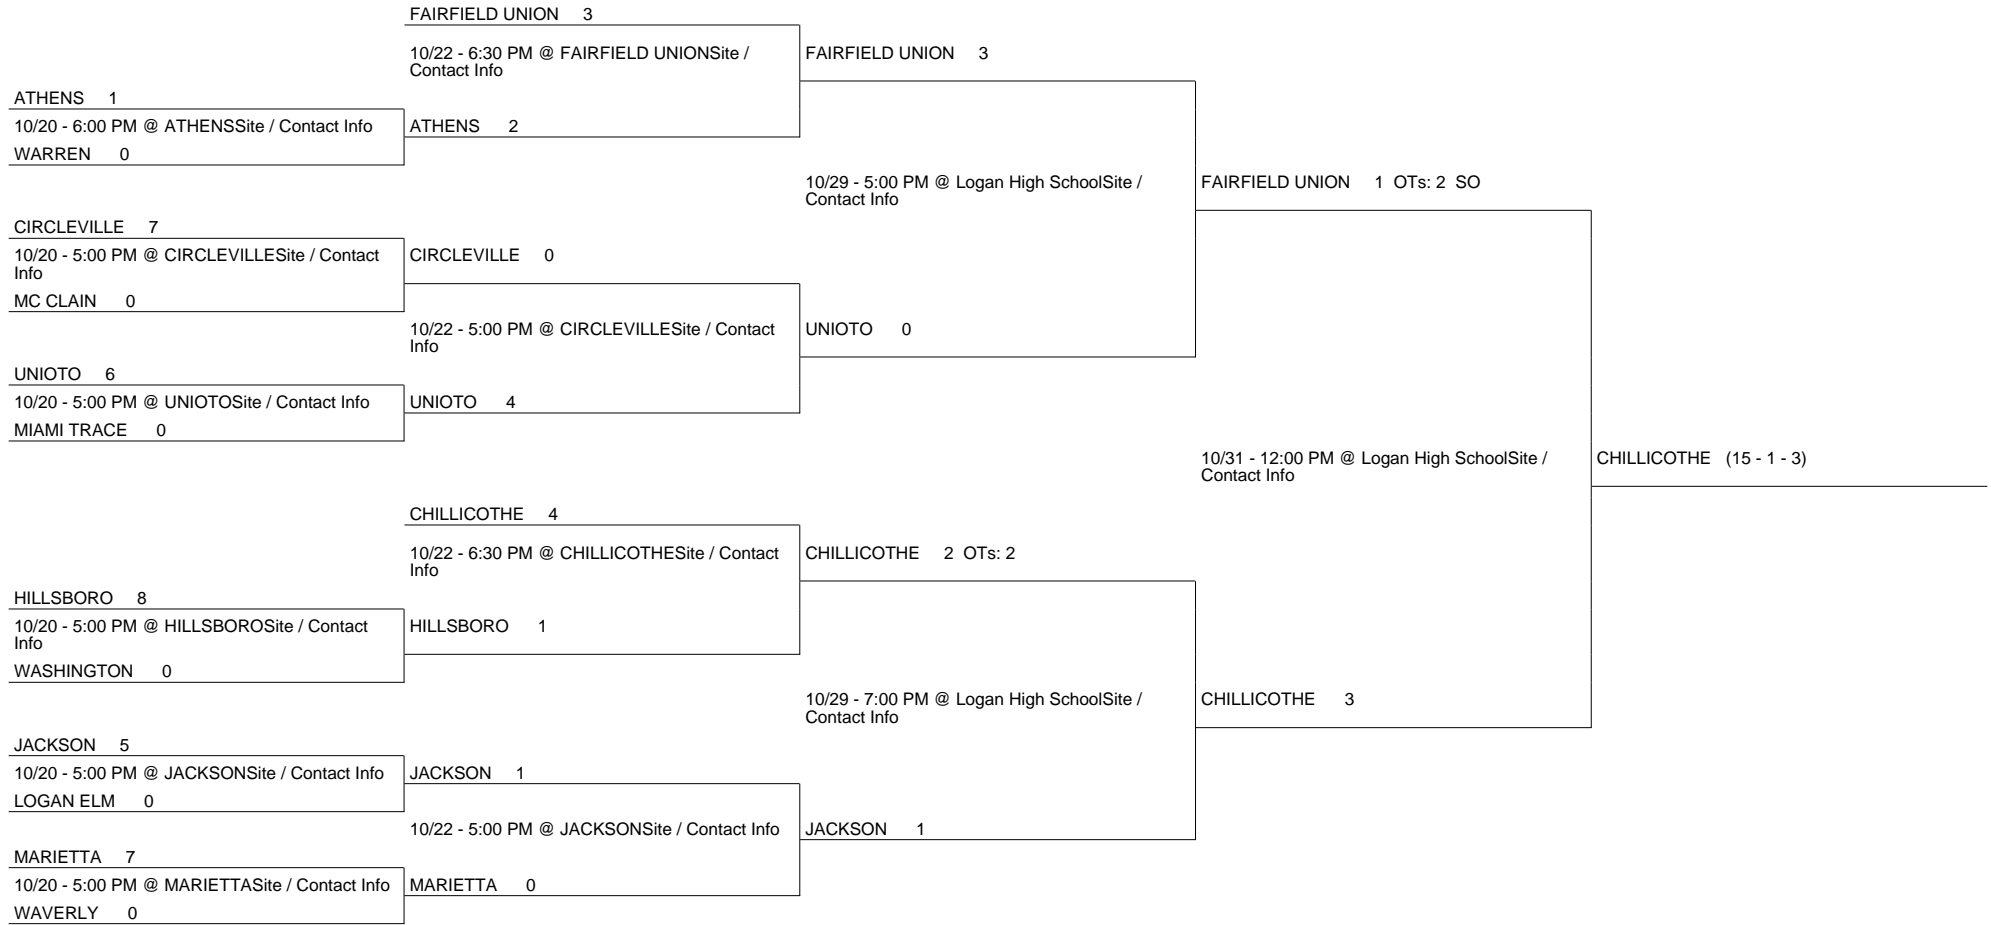 FAIRFIELD UNION 3
10/22 - 6:30 PM @ FAIRFIELD UNIONSite /
Contact Info
FAIRFIELD UNION 3
ATHENS 1
10/20 - 6:00 PM @ ATHENSSite / Contact Info
ATHENS 2
WARREN 0
10/29 - 5:00 PM @ Logan High SchoolSite /
Contact Info
FAIRFIELD UNION 1 OTs: 2 SO
CIRCLEVILLE 7
10/20 - 5:00 PM @ CIRCLEVILLESite / Contact
Info
CIRCLEVILLE 0
MC CLAIN 0
10/22 - 5:00 PM @ CIRCLEVILLESite / Contact
Info
UNIOTO 0
UNIOTO 6
10/20 - 5:00 PM @ UNIOTOSite / Contact Info
UNIOTO 4
MIAMI TRACE 0
10/31 - 12:00 PM @ Logan High SchoolSite /
Contact Info
CHILLICOTHE (15 - 1 - 3)
CHILLICOTHE 4
10/22 - 6:30 PM @ CHILLICOTHESite / Contact
Info
CHILLICOTHE 2 OTs: 2
HILLSBORO 8
10/20 - 5:00 PM @ HILLSBOROSite / Contact
Info
HILLSBORO 1
WASHINGTON 0
10/29 - 7:00 PM @ Logan High SchoolSite /
Contact Info
CHILLICOTHE 3
JACKSON 5
10/20 - 5:00 PM @ JACKSONSite / Contact Info
JACKSON 1
LOGAN ELM 0
10/22 - 5:00 PM @ JACKSONSite / Contact Info
JACKSON 1
MARIETTA 7
10/20 - 5:00 PM @ MARIETTASite / Contact Info
MARIETTA 0
WAVERLY 0